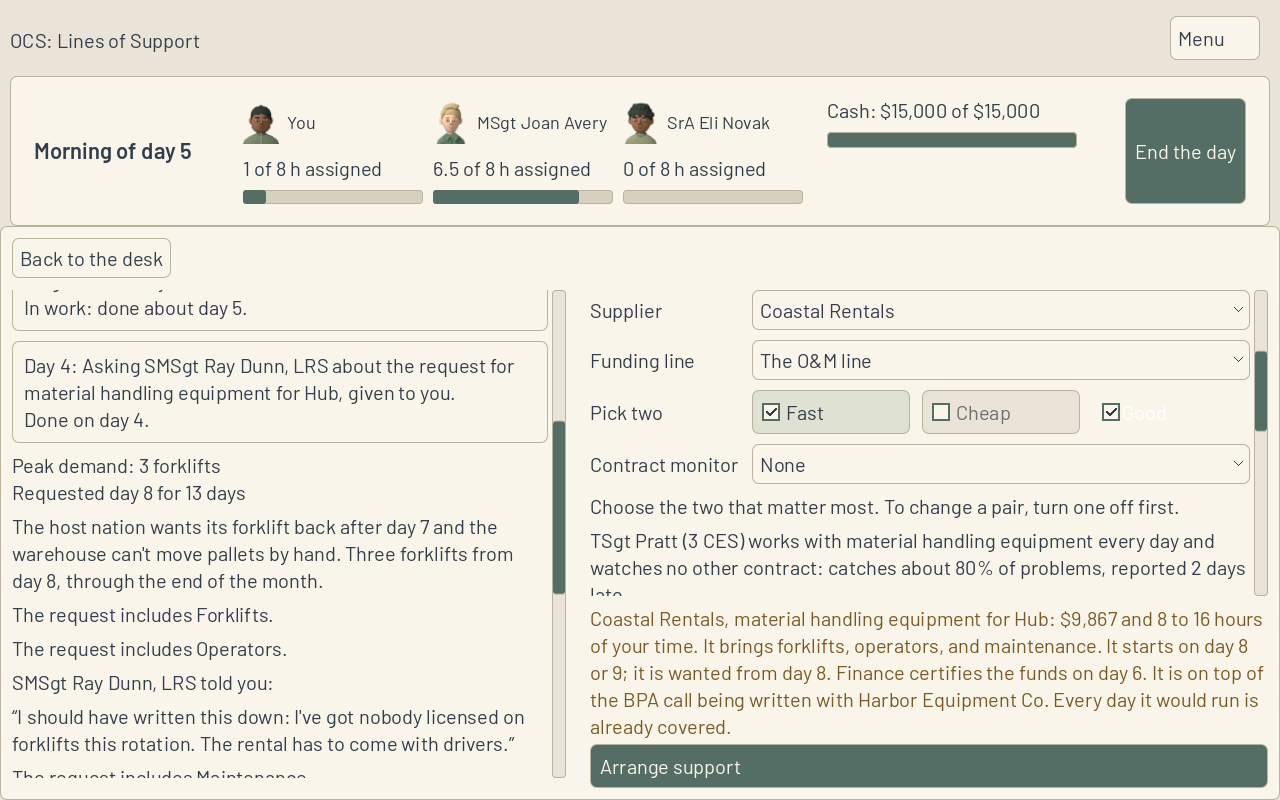 OCS: Lines of Support
Menu
Morning of day 5
You
1 of 8 h assigned
MSgt Joan Avery
6.5 of 8 h assigned
SrA Eli Novak
0 of 8 h assigned
Cash: $15,000 of $15,000
End the day
Back to the desk
In work: done about day 5.
Day 4: Asking SMSgt Ray Dunn, LRS about the request for
material handling equipment for Hub, given to you.
Done on day 4.
Peak demand: 3 forklifts
Requested day 8 for 13 days
The host nation wants its forklift back after day 7 and the
warehouse can't move pallets by hand. Three forklifts from
day 8, through the end of the month.
The request includes Forklifts.
The request includes Operators.
SMSgt Ray Dunn, LRS told you:
“I should have written this down: I've got nobody licensed on
forklifts this rotation. The rental has to come with drivers.”
The request includes Maintenance.
Supplier
Coastal Rentals
Funding line
The O&M line
Pick two
Fast
Cheap
Good
Contract monitor
None
Choose the two that matter most. To change a pair, turn one off first.
TSgt Pratt (3 CES) works with material handling equipment every day and
watches no other contract: catches about 80% of problems, reported 2 days
late.
Coastal Rentals, material handling equipment for Hub: $9,867 and 8 to 16 hours
of your time. It brings forklifts, operators, and maintenance. It starts on day 8
or 9; it is wanted from day 8. Finance certifies the funds on day 6. It is on top of
the BPA call being written with Harbor Equipment Co. Every day it would run is
already covered.
Arrange support